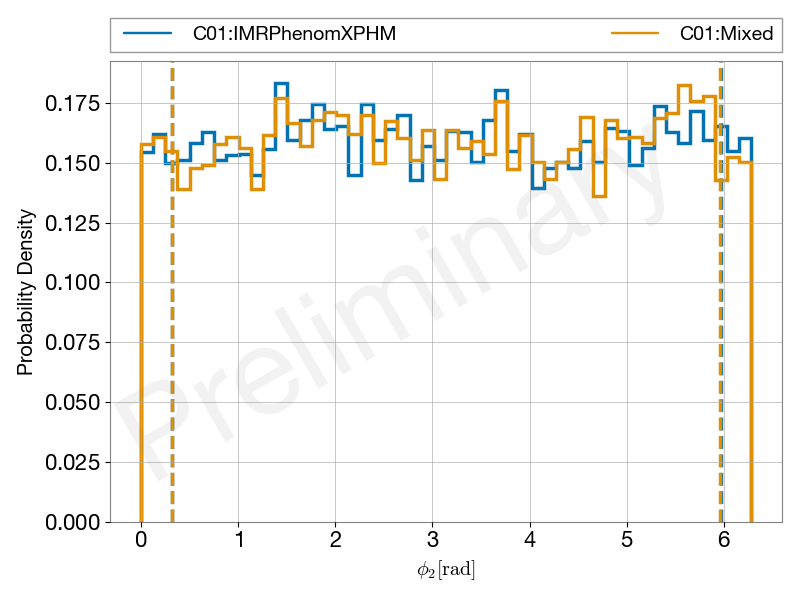 C01:IMRPhenomXPHM C01:Mixed
Probability Density
0.175
0.150
0.125
0.100
0.075
0.050
0.025
0.000
Preliminary
0 1 2 3 4 5 6
ϕ₂[rad]